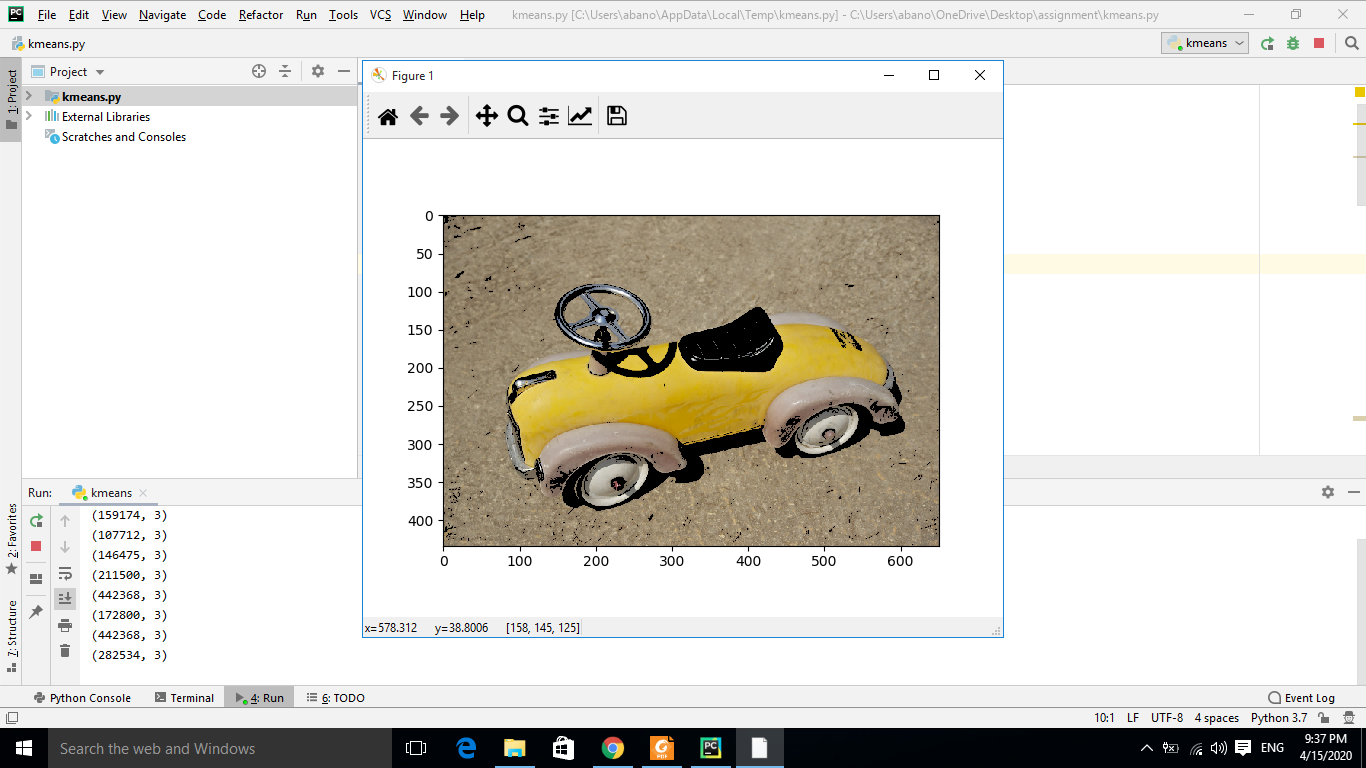 File Edit View Navigate Code Refactor Run Tools VCS Window Help kmeans.py [C:\Users\abano\AppData\Local\Temp\kmeans.py] - C:\Users\abano\OneDrive\Desktop\assignment\kmeans.py
kmeans.py
kmeans
1: Project
Project
kmeans.py
External Libraries
Scratches and Consoles
Figure 1
0
50
100
150
200
250
300
350
400
0 100 200 300 400 500 600
x=578.312 y=38.8006 [158, 145, 125]
Run: kmeans
(159174, 3)
(107712, 3)
(146475, 3)
(211500, 3)
(442368, 3)
(172800, 3)
(442368, 3)
(282534, 3)
2: Favorites
7: Structure
Python Console Terminal 4: Run 6: TODO Event Log
10:1 LF UTF-8 4 spaces Python 3.7
Search the web and Windows
PC
PDF
ENG
9:37 PM
4/15/2020